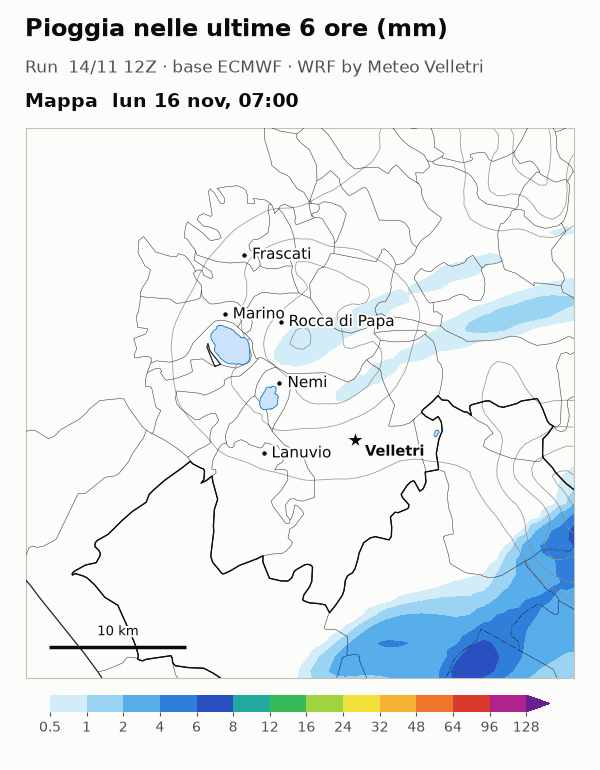 Pioggia nelle ultime 6 ore (mm)
Run  14/11 12Z · base ECMWF · WRF by Meteo Velletri
Mappa  lun 16 nov, 07:00
Frascati
Marino
Rocca di Papa
Nemi
Velletri
Lanuvio
10 km
0.5 1 2 4 6 8 12 16 24 32 48 64 96 128